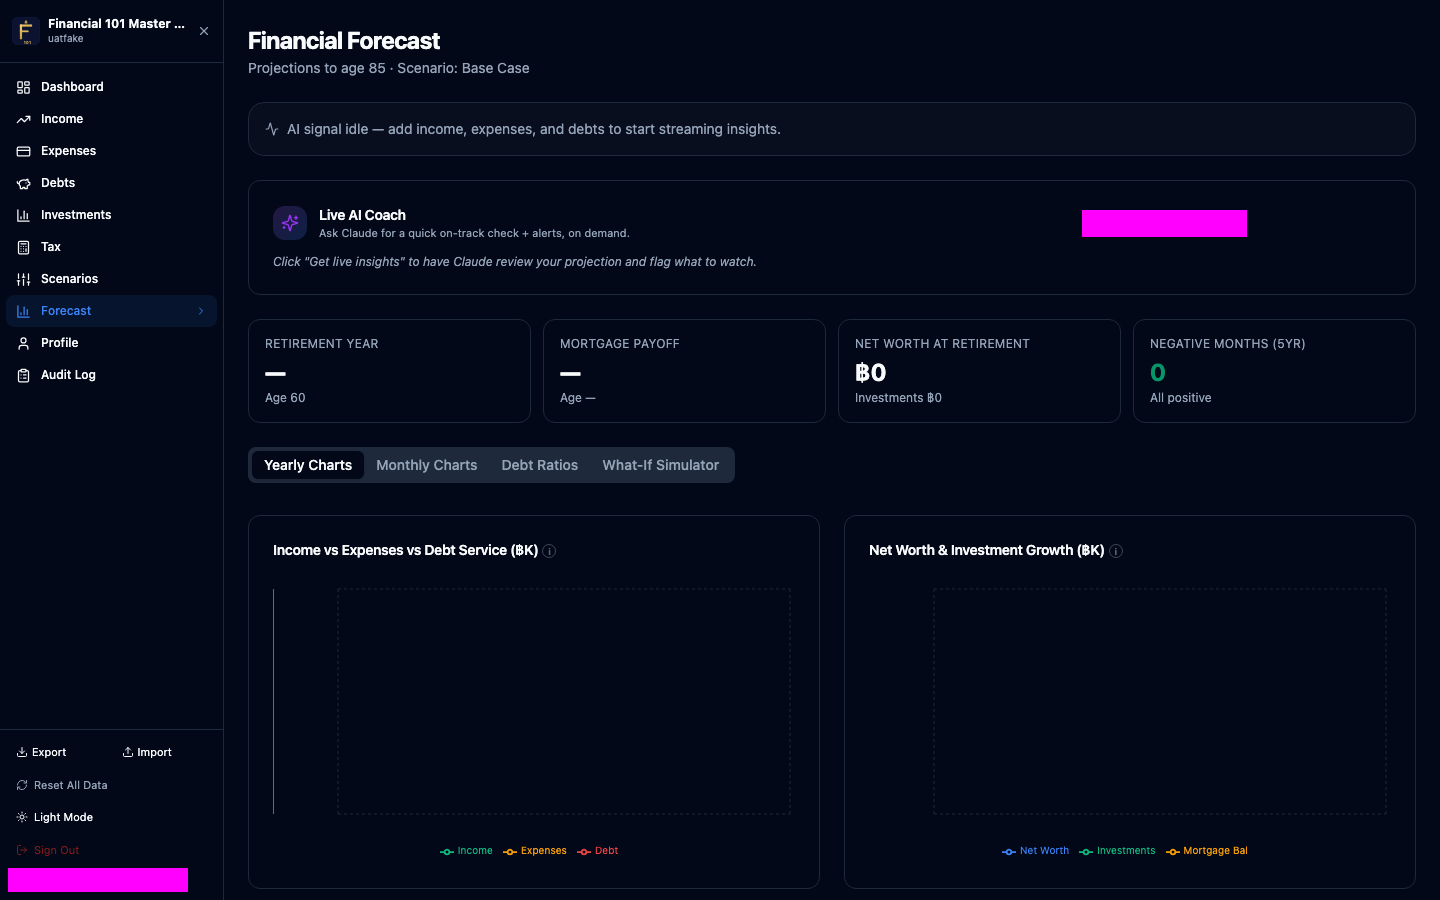 Financial 101 Master ...
uatfake
Dashboard
Income
Expenses
Debts
Investments
Tax
Scenarios
Forecast
Profile
Audit Log
Export
Import
Reset All Data
Light Mode
Sign Out
Financial Forecast
Projections to age 85 · Scenario: Base Case
AI signal idle — add income, expenses, and debts to start streaming insights.
Live AI Coach
Ask Claude for a quick on-track check + alerts, on demand.
Click "Get live insights" to have Claude review your projection and flag what to watch.
RETIREMENT YEAR
—
Age 60
MORTGAGE PAYOFF
—
Age —
NET WORTH AT RETIREMENT
฿0
Investments ฿0
NEGATIVE MONTHS (5YR)
0
All positive
Yearly Charts
Monthly Charts
Debt Ratios
What-If Simulator
Income vs Expenses vs Debt Service (฿K)
Income
Expenses
Debt
Net Worth & Investment Growth (฿K)
Net Worth
Investments
Mortgage Bal